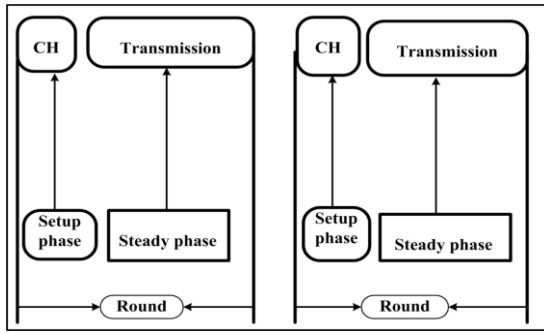 CH
Transmission
CH
Transmission
Setup
phase
Steady phase
Setup
phase
Steady phase
Round
Round